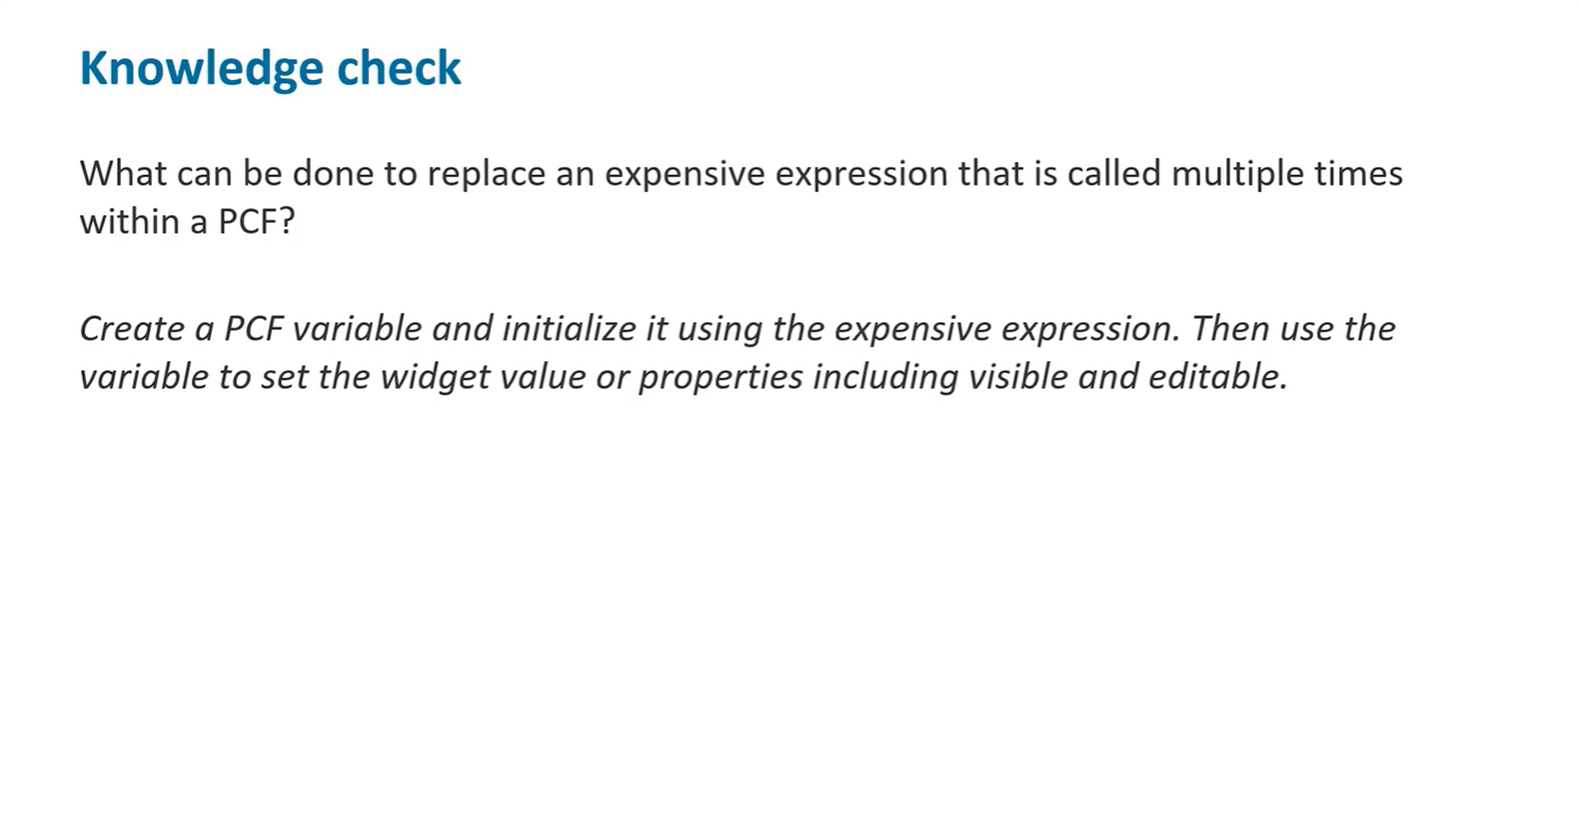 Knowledge check
What can be done to replace an expensive expression that is called multiple times
within a PCF?
Create a PCF variable and initialize it using the expensive expression. Then use the
variable to set the widget value or properties including visible and editable.